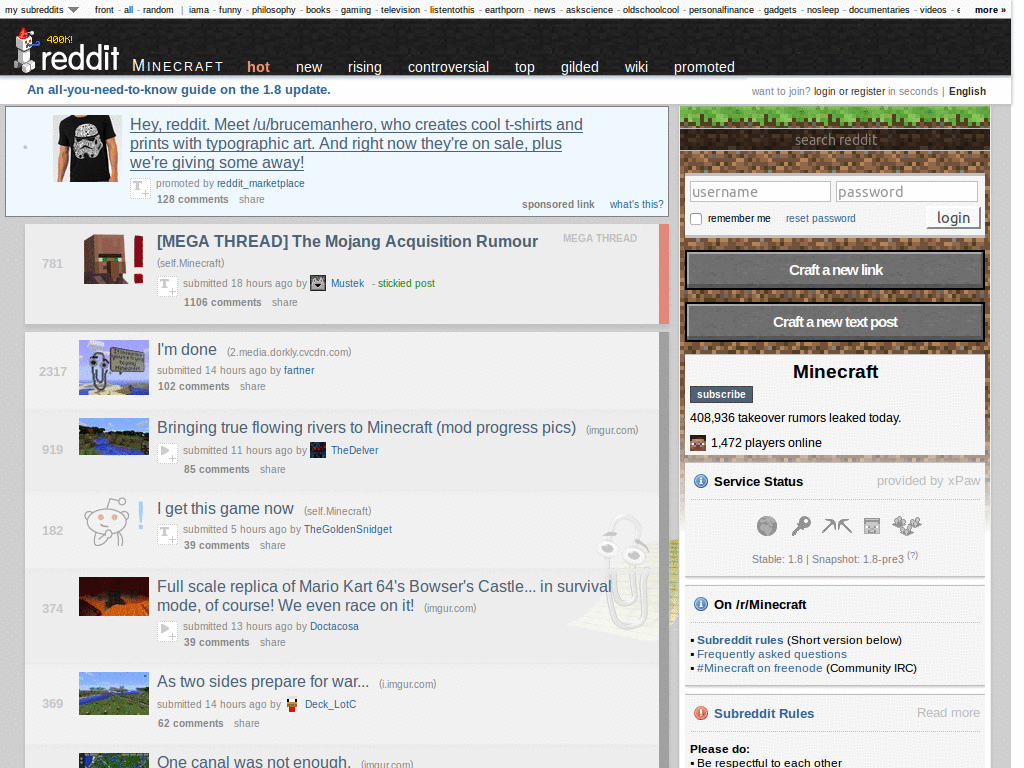 my subreddits front - all - random | iama - funny - philosophy - books - gaming - television - listentothis - earthporn - news - askscience - oldschoolcool - personalfinance - gadgets - nosleep - documentaries - videos - e more »
400K!
reddit MINECRAFT hot new rising controversial top gilded wiki promoted
An all-you-need-to-know guide on the 1.8 update.
want to join? login or register in seconds | English
Hey, reddit. Meet /u/brucemanhero, who creates cool t-shirts and
prints with typographic art. And right now they're on sale, plus
we're giving some away!
promoted by reddit_marketplace
128 comments share
sponsored link what's this?
781
[MEGA THREAD] The Mojang Acquisition Rumour MEGA THREAD
(self.Minecraft)
submitted 18 hours ago by Mustek - stickied post
1106 comments share
2317
I'm done (2.media.dorkly.cvcdn.com)
submitted 14 hours ago by fartner
102 comments share
919
Bringing true flowing rivers to Minecraft (mod progress pics) (imgur.com)
submitted 11 hours ago by TheDelver
85 comments share
182
I get this game now (self.Minecraft)
submitted 5 hours ago by TheGoldenSnidget
39 comments share
374
Full scale replica of Mario Kart 64's Bowser's Castle... in survival
mode, of course! We even race on it! (imgur.com)
submitted 13 hours ago by Doctacosa
39 comments share
369
As two sides prepare for war... (i.imgur.com)
submitted 14 hours ago by Deck_LotC
62 comments share
One canal was not enough. (imgur.com)
search reddit
username password
remember me reset password login
Craft a new link
Craft a new text post
Minecraft
subscribe
408,936 takeover rumors leaked today.
1,472 players online
Service Status provided by xPaw
Stable: 1.8 | Snapshot: 1.8-pre3 (?)
On /r/Minecraft
▪ Subreddit rules (Short version below)
▪ Frequently asked questions
▪ #Minecraft on freenode (Community IRC)
Subreddit Rules Read more
Please do:
▪ Be respectful to each other